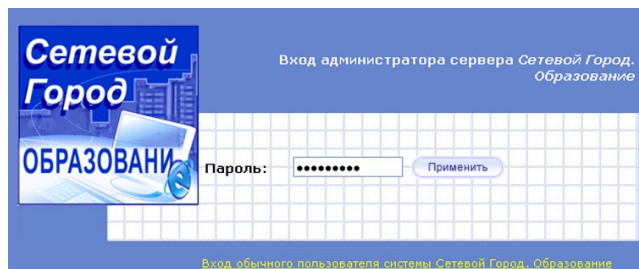 Сетевой
Город
ОБРАЗОВАНИ
Вход администратора сервера Сетевой Город.
Образование
Пароль:
Применить
Вход обычного пользователя системы Сетевой Город. Образование